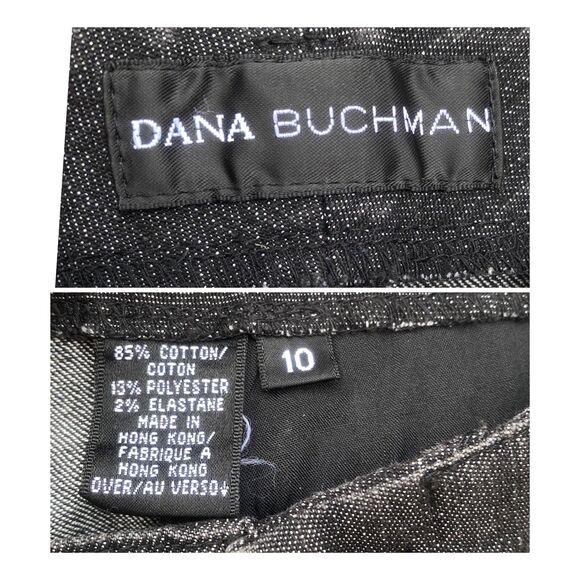 DANA BUCHMAN
85% COTTON/
COTON
13% POLYESTER
2% ELASTANE
MADE IN
HONG KONG/
FABRIQUE A
HONG KONG
OVER/AU VERSO↓
10